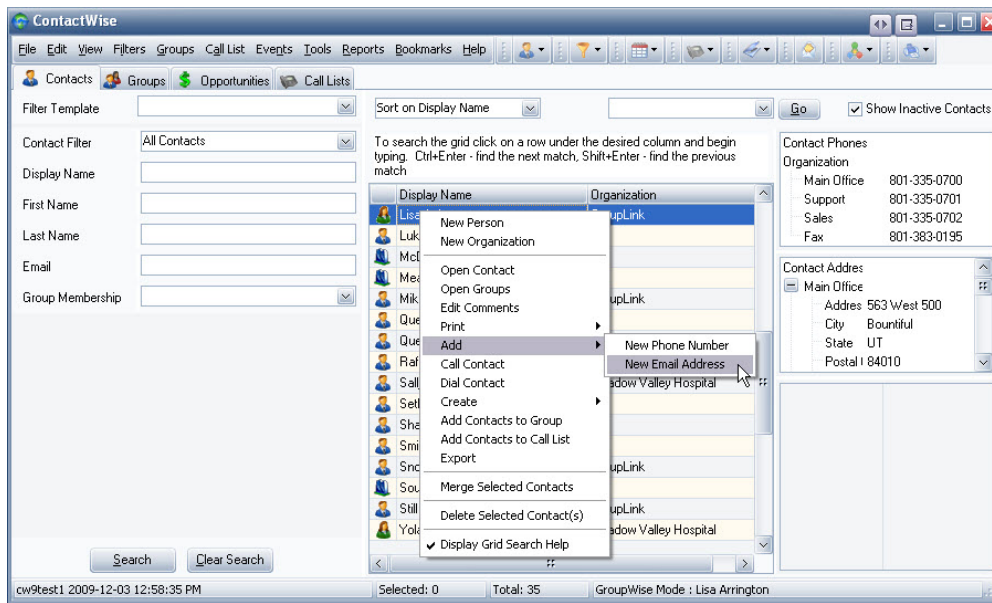 ContactWise
File Edit View Filters Groups Call List Events Tools Reports Bookmarks Help
Contacts Groups Opportunities Call Lists
Filter Template
Sort on Display Name
Go
Show Inactive Contacts
Contact Filter
All Contacts
Display Name
First Name
Last Name
Email
Group Membership
Search
Clear Search
To search the grid click on a row under the desired column and begin
typing. Ctrl+Enter - find the next match, Shift+Enter - find the previous
match
Display Name Organization
New Person
New Organization
Open Contact
Open Groups
Edit Comments
Print
Add
Call Contact
Dial Contact
Create
Add Contacts to Group
Add Contacts to Call List
Export
Merge Selected Contacts
Delete Selected Contact(s)
Display Grid Search Help
New Phone Number
New Email Address
Valley Hospital
Valley Hospital
Contact Phones
Organization
Main Office 801-335-0700
Support 801-335-0701
Sales 801-335-0702
Fax 801-383-0195
Contact Addres
Main Office
Addres 563 West 500
City Bountiful
State UT
Postal 84010
cw9test1 2009-12-03 12:58:35 PM
Selected: 0
Total: 35
GroupWise Mode : Lisa Arrington